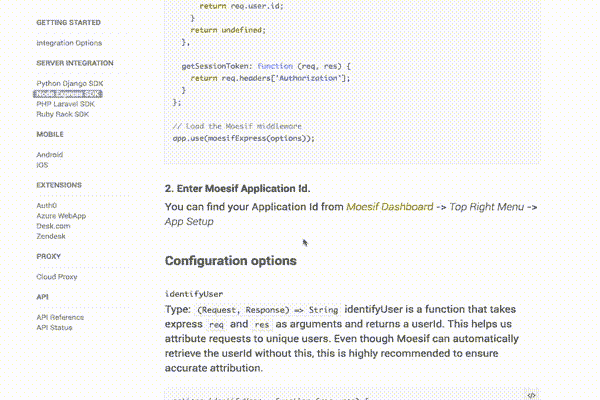 GETTING STARTED
Integration Options
SERVER INTEGRATION
Python Django SDK
Node Express SDK
PHP Laravel SDK
Ruby Rack SDK
MOBILE
Android
iOS
EXTENSIONS
Auth0
Azure WebApp
Desk.com
Zendesk
PROXY
Cloud Proxy
API
API Reference
API Status
return req.user.id;
}
return undefined;
},
getSessionToken: function (req, res) {
return req.headers['Authorization'];
}
};
// Load the Moesif middleware
app.use(moesifExpress(options));
2. Enter Moesif Application Id.
You can find your Application Id from Moesif Dashboard -> Top Right Menu ->
App Setup
Configuration options
identifyUser
Type: (Request, Response) => String identifyUser is a function that takes
express req and res as arguments and returns a userId. This helps us
attribute requests to unique users. Even though Moesif can automatically
retrieve the userId without this, this is highly recommended to ensure
accurate attribution.